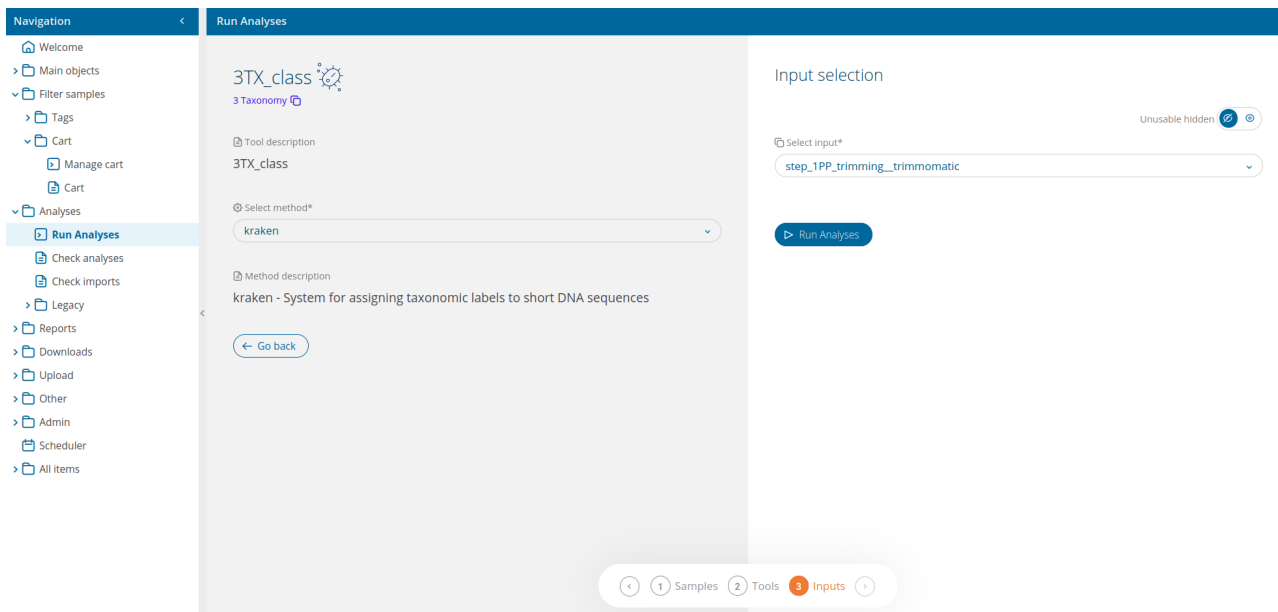 Navigation
Welcome
Main objects
Filter samples
Tags
Cart
Manage cart
Cart
Analyses
Run Analyses
Check analyses
Check imports
Legacy
Reports
Downloads
Upload
Other
Admin
Scheduler
All items
Run Analyses
3TX_class
3 Taxonomy
Tool description
3TX_class
Select method*
kraken
Method description
kraken - System for assigning taxonomic labels to short DNA sequences
Go back
Input selection
Unusable hidden
Select input*
step_1PP_trimming__trimmomatic
Run Analyses
1 Samples 2 Tools 3 Inputs